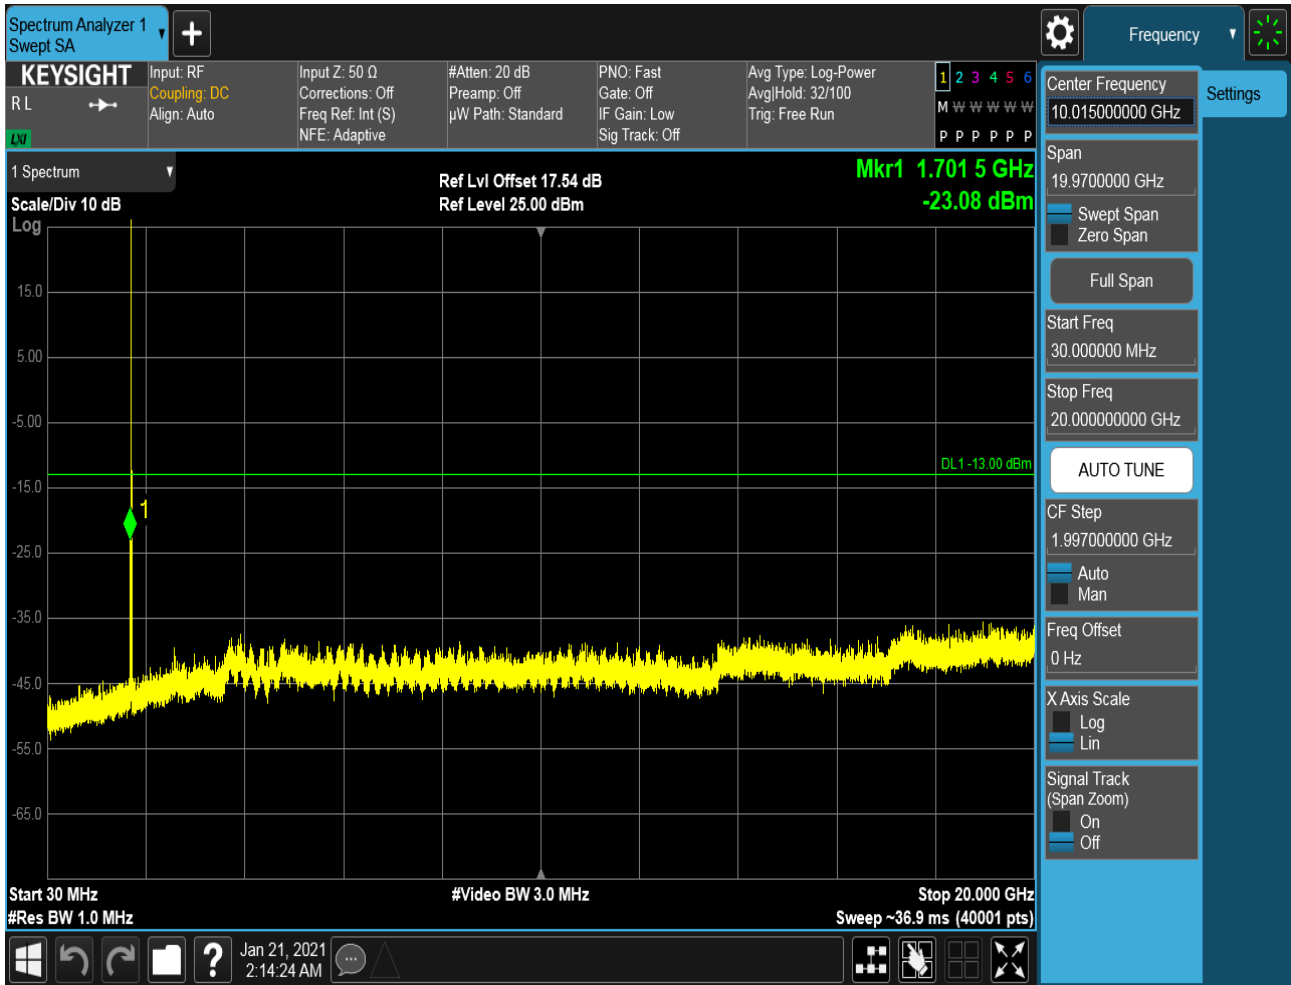 Spectrum Analyzer 1
Swept SA
Frequency
KEYSIGHT
R L
LXI
Input: RF
Coupling: DC
Align: Auto
Input Z: 50 Ω
Corrections: Off
Freq Ref: Int (S)
NFE: Adaptive
#Atten: 20 dB
Preamp: Off
µW Path: Standard
PNO: Fast
Gate: Off
IF Gain: Low
Sig Track: Off
Avg Type: Log-Power
Avg|Hold: 32/100
Trig: Free Run
1 2 3 4 5 6
M W W W W W
P P P P P P
1 Spectrum
Scale/Div 10 dB
Log
Ref Lvl Offset 17.54 dB
Ref Level 25.00 dBm
Mkr1 1.701 5 GHz
-23.08 dBm
15.0
5.00
-5.00
-15.0
-25.0
-35.0
-45.0
-55.0
-65.0
DL1 -13.00 dBm
1
Start 30 MHz
#Res BW 1.0 MHz
#Video BW 3.0 MHz
Stop 20.000 GHz
Sweep ~36.9 ms (40001 pts)
Jan 21, 2021
2:14:24 AM
Center Frequency
10.015000000 GHz
Settings
Span
19.9700000 GHz
Swept Span
Zero Span
Full Span
Start Freq
30.000000 MHz
Stop Freq
20.000000000 GHz
AUTO TUNE
CF Step
1.997000000 GHz
Auto
Man
Freq Offset
0 Hz
X Axis Scale
Log
Lin
Signal Track
(Span Zoom)
On
Off